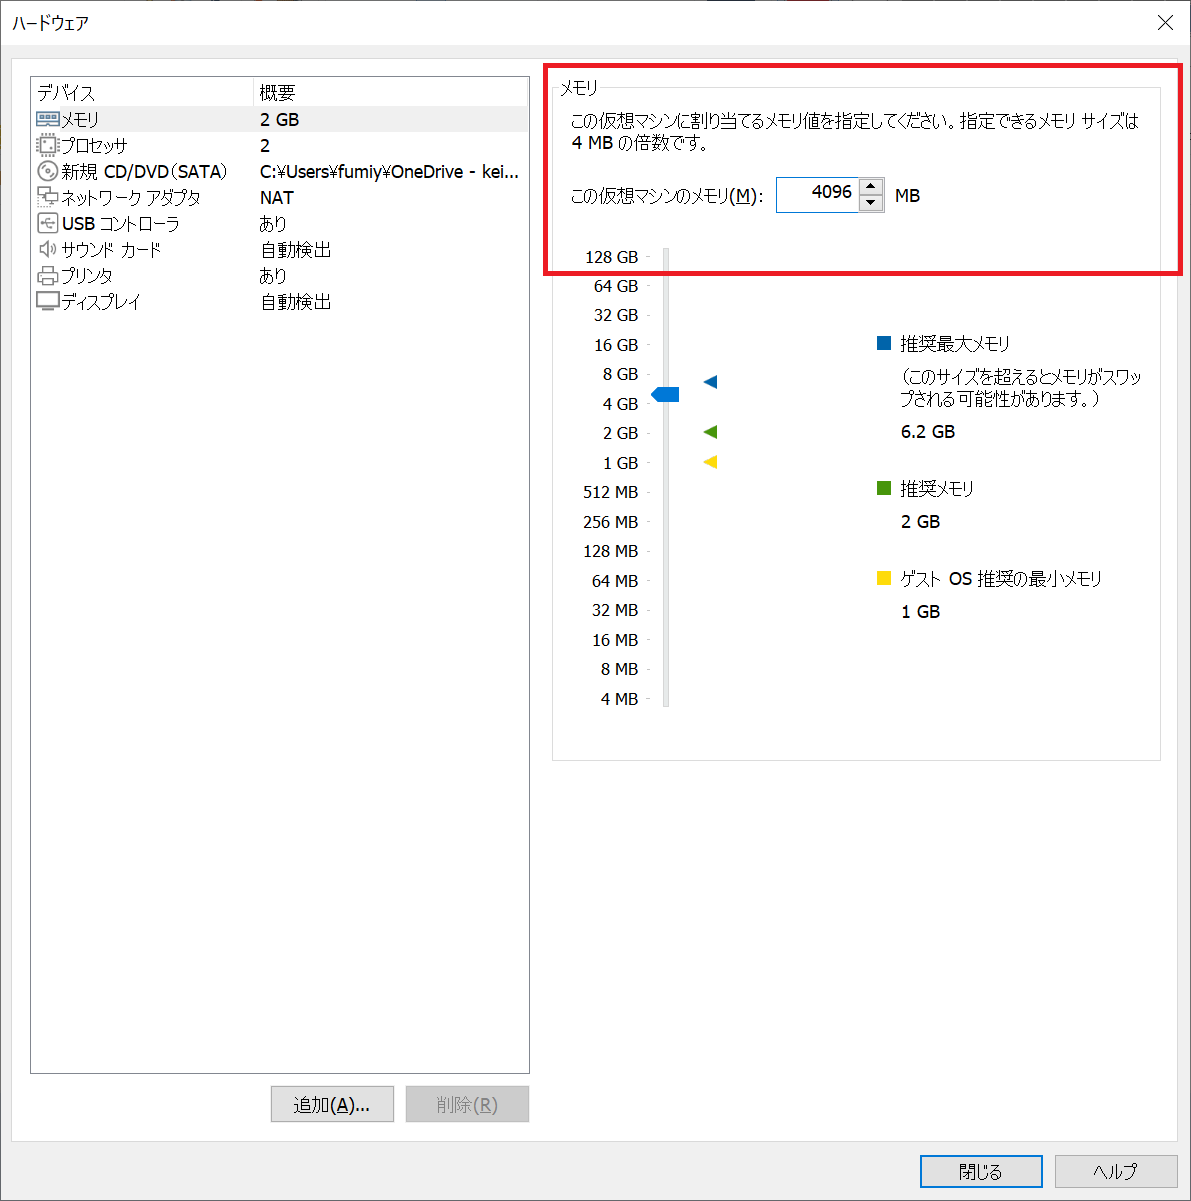 ハードウェア
デバイス 概要
メモリ 2 GB
プロセッサ 2
新規 CD/DVD(SATA) C:¥Users¥fumiy¥OneDrive - kei...
ネットワーク アダプタ NAT
USB コントローラ あり
サウンド カード 自動検出
プリンタ あり
ディスプレイ 自動検出
追加(A)...
削除(R)
メモリ
この仮想マシンに割り当てるメモリ値を指定してください。指定できるメモリ サイズは
4 MB の倍数です。
この仮想マシンのメモリ(M): 4096 MB
128 GB
64 GB
32 GB
16 GB
8 GB
4 GB
2 GB
1 GB
512 MB
256 MB
128 MB
64 MB
32 MB
16 MB
8 MB
4 MB
推奨最大メモリ
(このサイズを超えるとメモリがスワッ
プされる可能性があります。)
6.2 GB
推奨メモリ
2 GB
ゲスト OS 推奨の最小メモリ
1 GB
閉じる
ヘルプ